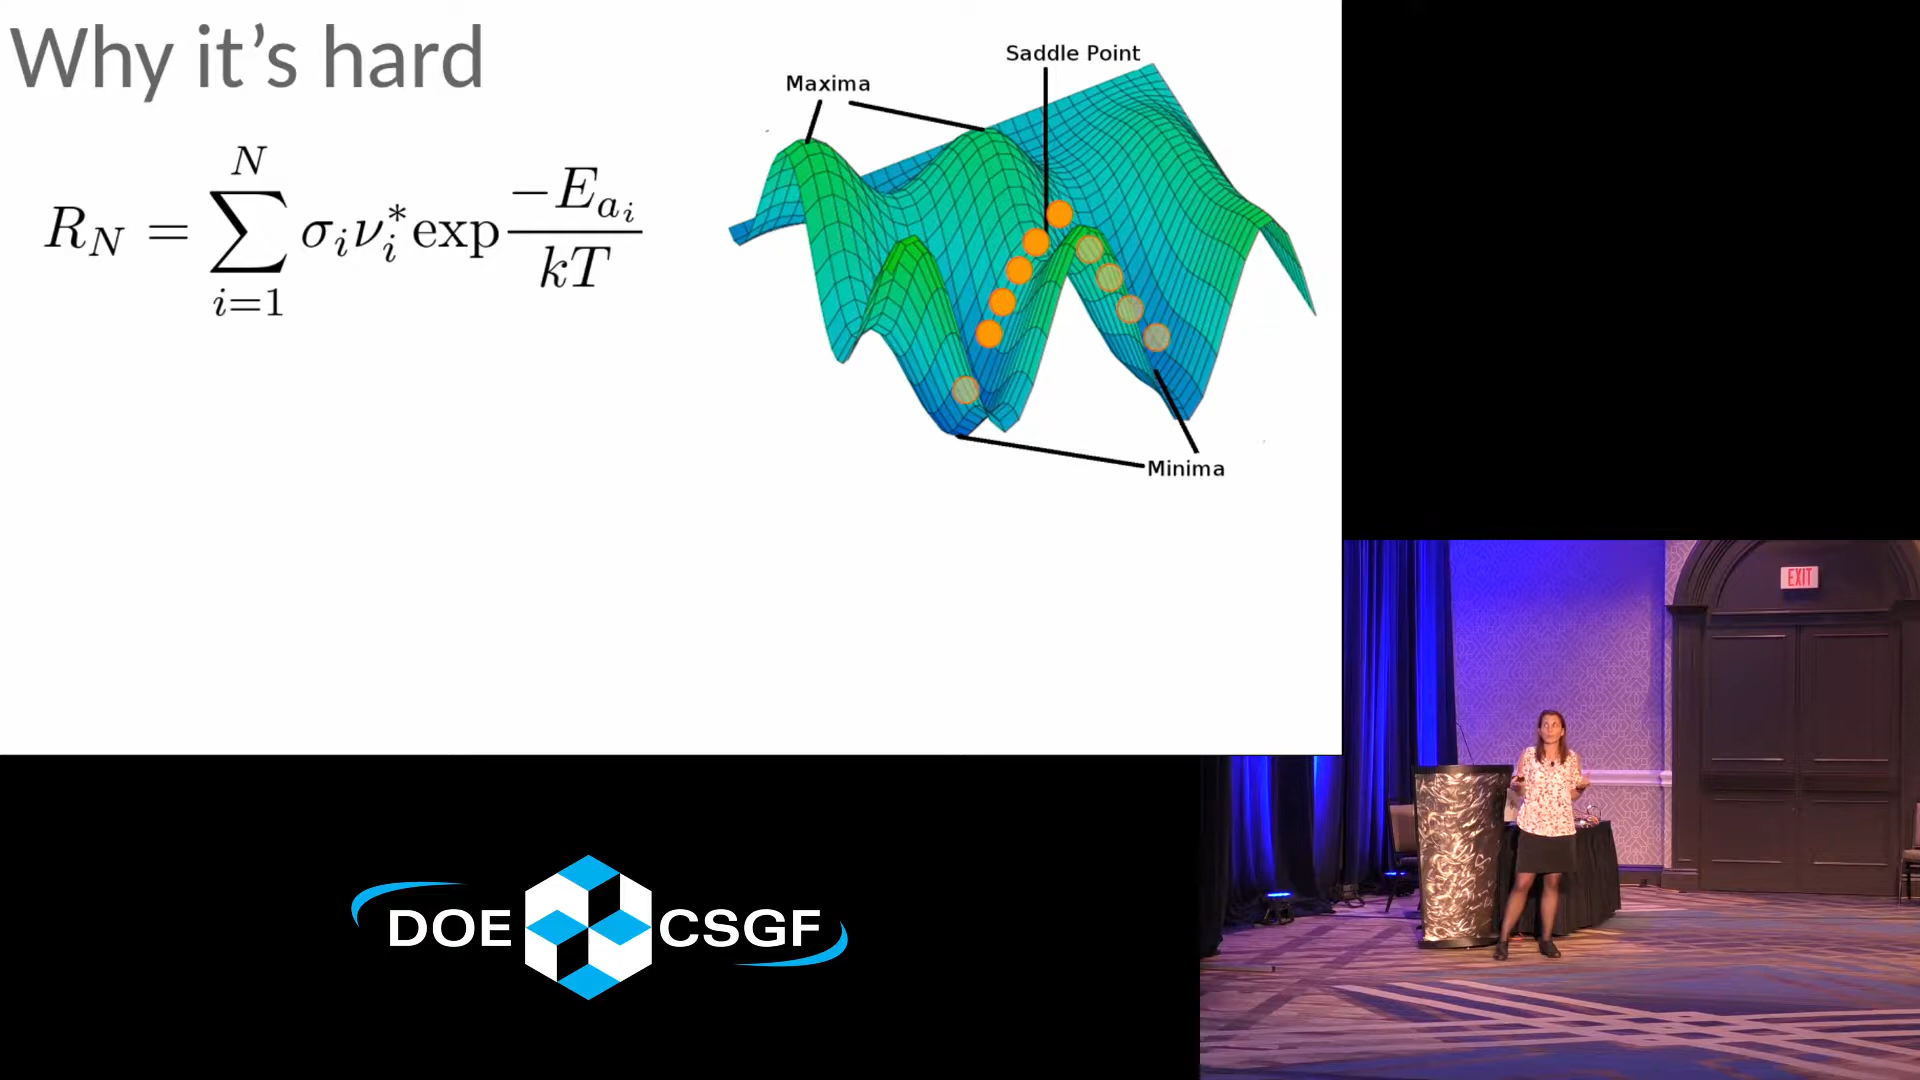 Why it's hard
Saddle Point
Maxima
R_N = \sum_{i=1}^{N} \sigma_i \nu_i^* \exp \frac{-E_{a_i}}{kT}
Minima
EXIT
DOE CSGF